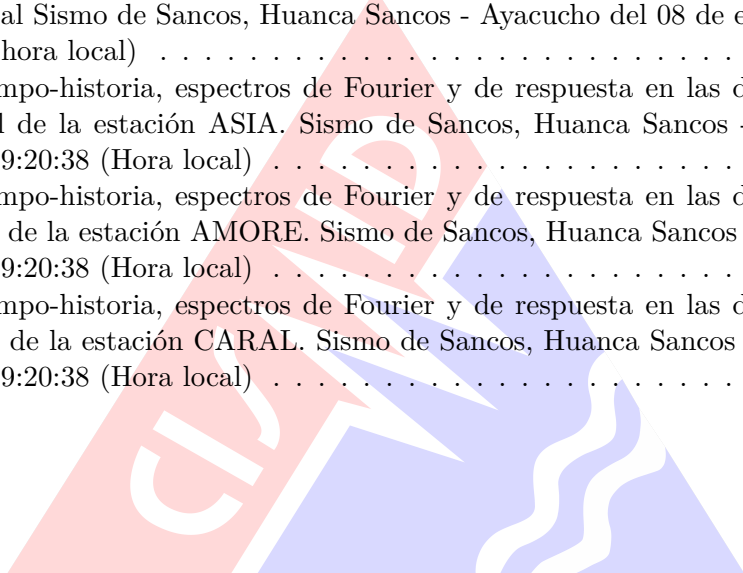 al Sismo de Sancos, Huanca Sancos - Ayacucho del 08 de e
hora local) . . . . . . . . . . . . . . . . . . . . . . . . . .
mpo-historia, espectros de Fourier y de respuesta en las d
l de la estación ASIA. Sismo de Sancos, Huanca Sancos -
9:20:38 (Hora local) . . . . . . . . . . . . . . . . . . . . .
mpo-historia, espectros de Fourier y de respuesta en las d
de la estación AMORE. Sismo de Sancos, Huanca Sancos
9:20:38 (Hora local) . . . . . . . . . . . . . . . . . . . . .
mpo-historia, espectros de Fourier y de respuesta en las d
de la estación CARAL. Sismo de Sancos, Huanca Sancos
9:20:38 (Hora local) . . . . . . . . . . . . . . . . . . . . .
CISMID